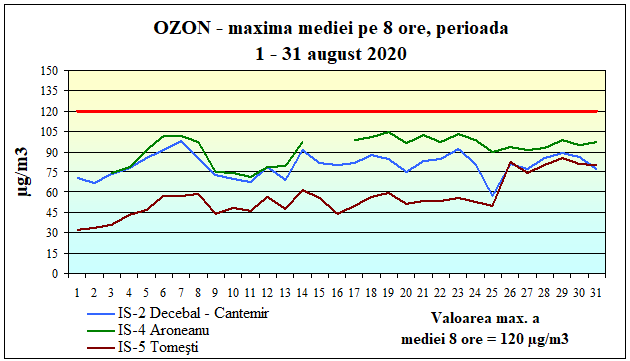 OZON - maxima mediei pe 8 ore, perioada
1 - 31 august 2020
µg/m3
150
135
120
105
90
75
60
45
30
15
0
1 2 3 4 5 6 7 8 9 10 11 12 13 14 15 16 17 18 19 20 21 22 23 24 25 26 27 28 29 30 31
IS-2 Decebal - Cantemir
IS-4 Aroneanu
IS-5 Tomeşti
Valoarea max. a
mediei 8 ore = 120 µg/m3